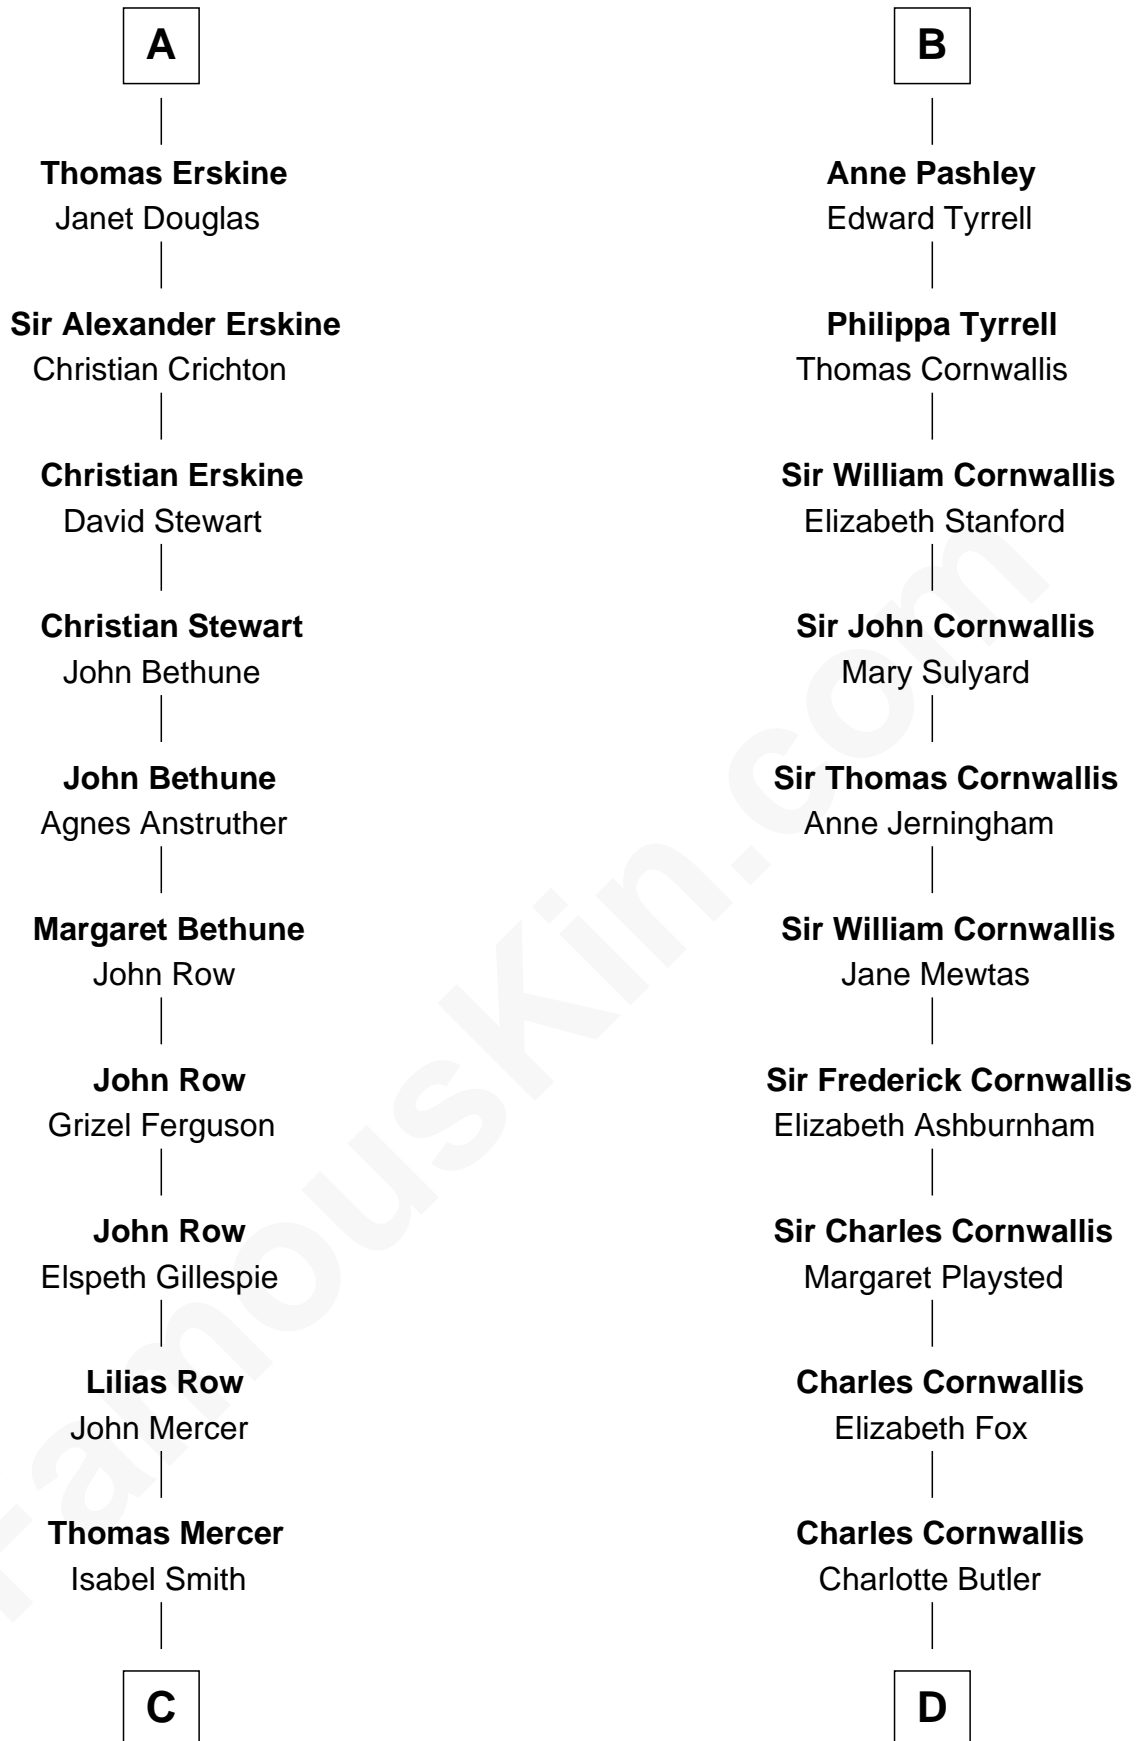 A
Thomas Erskine
Janet Douglas
Sir Alexander Erskine
Christian Crichton
Christian Erskine
David Stewart
Christian Stewart
John Bethune
John Bethune
Agnes Anstruther
Margaret Bethune
John Row
John Row
Grizel Ferguson
John Row
Elspeth Gillespie
Lilias Row
John Mercer
Thomas Mercer
Isabel Smith
C
B
Anne Pashley
Edward Tyrrell
Philippa Tyrrell
Thomas Cornwallis
Sir William Cornwallis
Elizabeth Stanford
Sir John Cornwallis
Mary Sulyard
Sir Thomas Cornwallis
Anne Jerningham
Sir William Cornwallis
Jane Mewtas
Sir Frederick Cornwallis
Elizabeth Ashburnham
Sir Charles Cornwallis
Margaret Playsted
Charles Cornwallis
Elizabeth Fox
Charles Cornwallis
Charlotte Butler
D
FamousKin.com